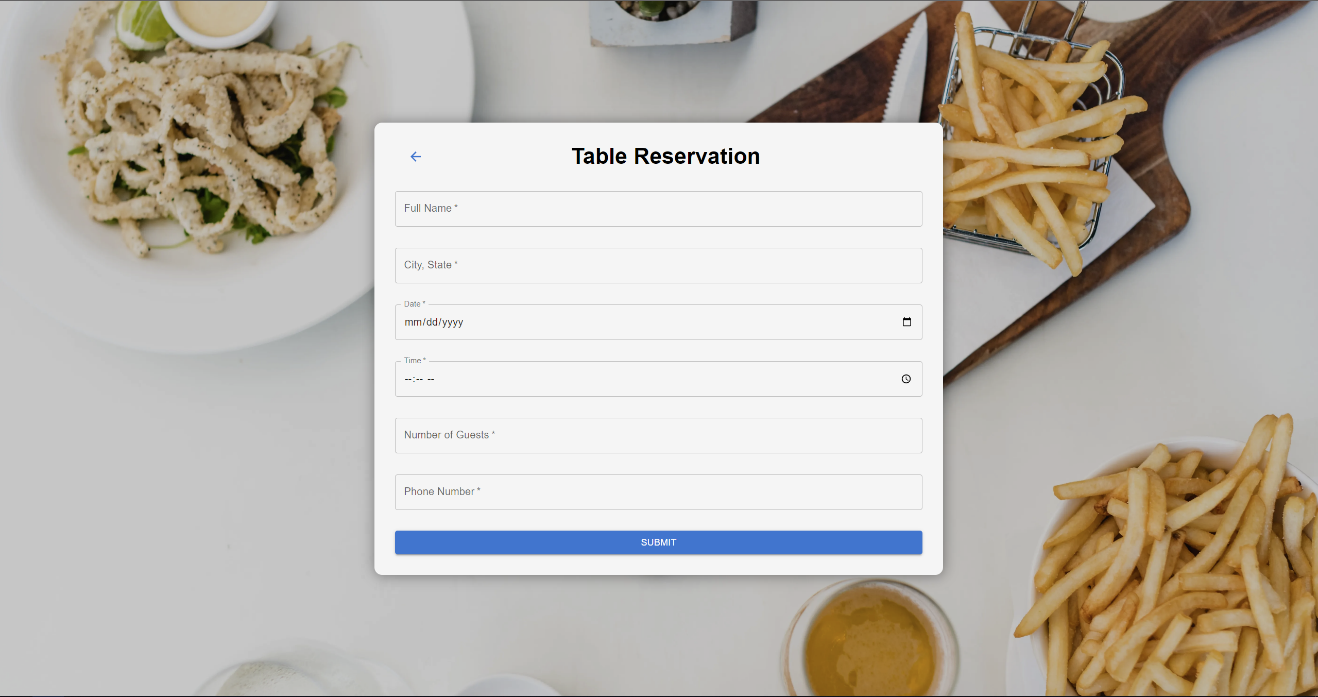 Table Reservation
Full Name *
City, State *
Date *
mm/dd/yyyy
Time *
--:-- --
Number of Guests *
Phone Number *
SUBMIT